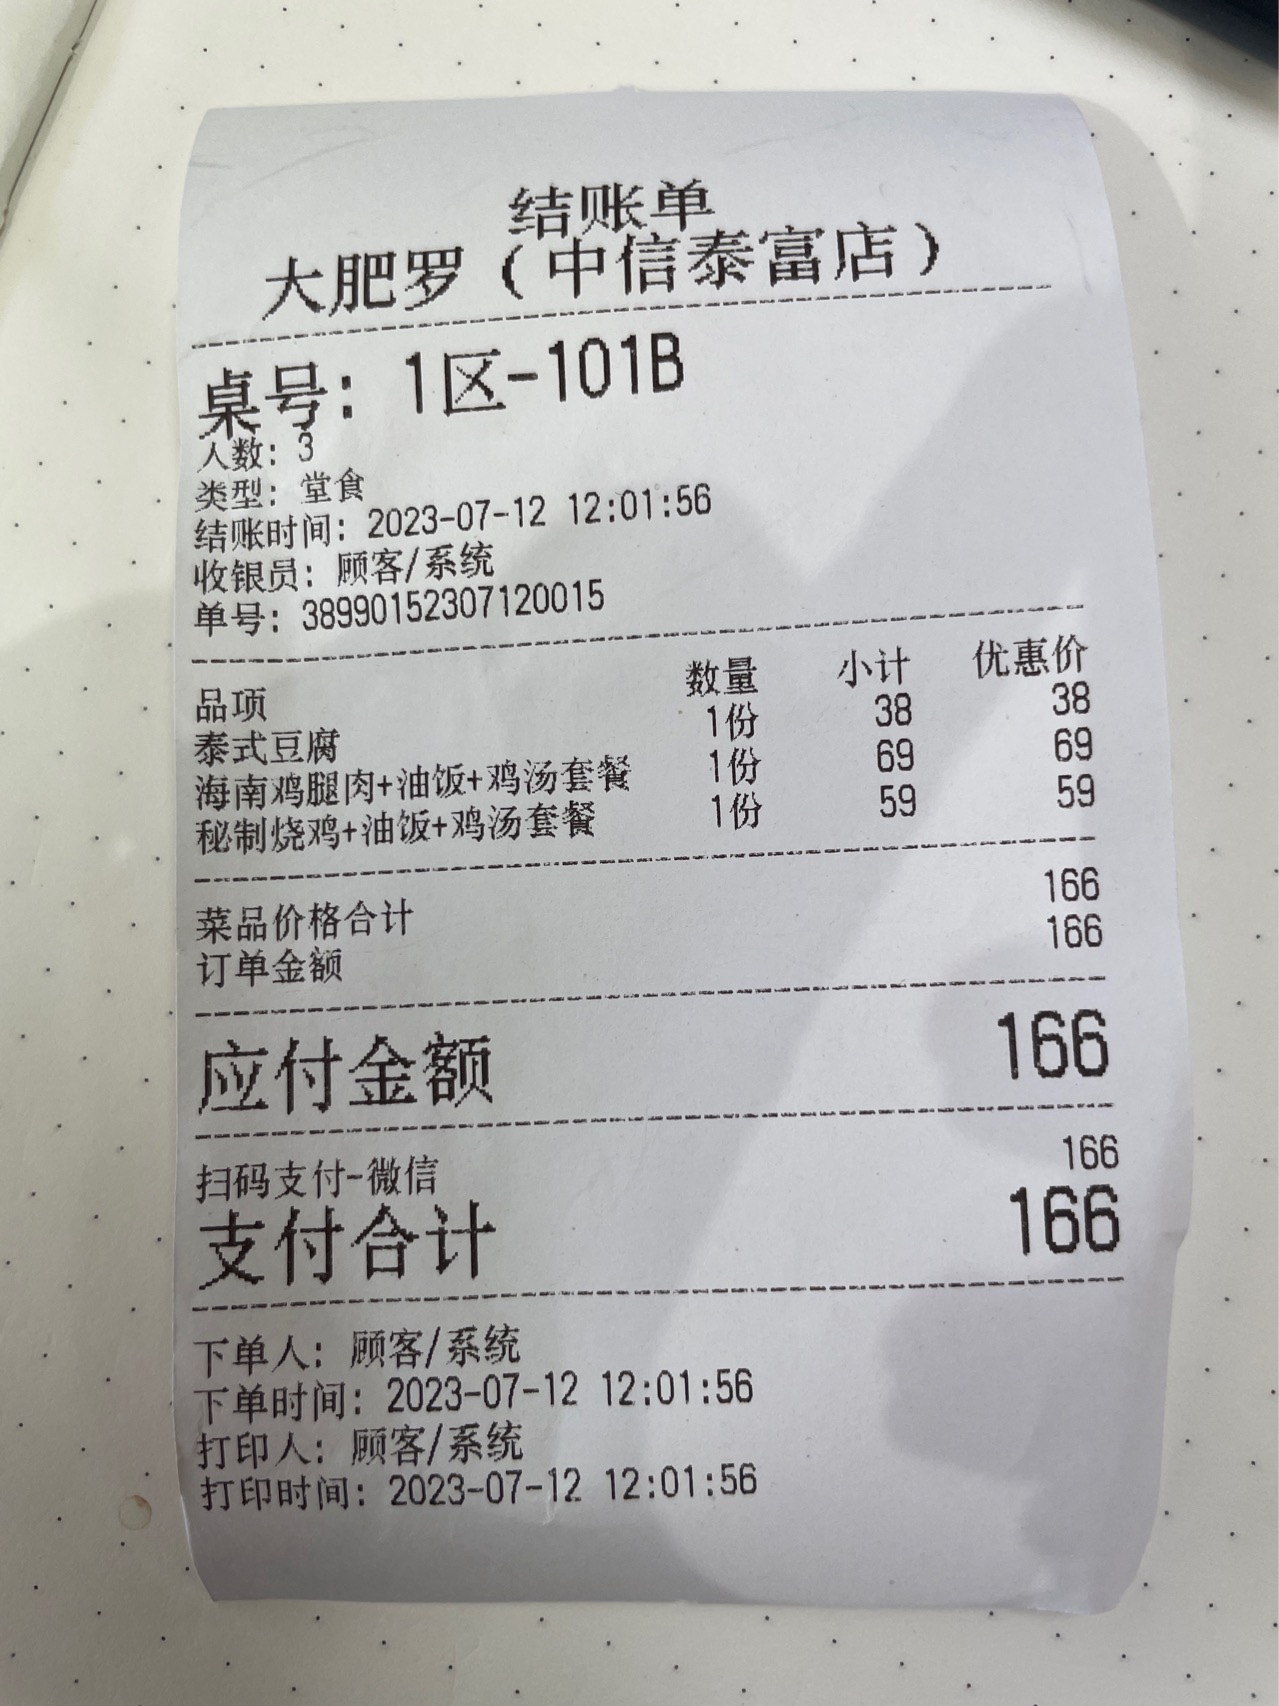 结账单
大肥罗（中信泰富店）
桌号：1区-101B
人数：3
类型：堂食
结账时间：2023-07-12 12:01:56
收银员：顾客/系统
单号：38990152307120015
品项 数量 小计 优惠价
泰式豆腐 1份 38 38
海南鸡腿肉+油饭+鸡汤套餐 1份 69 69
秘制烧鸡+油饭+鸡汤套餐 1份 59 59
菜品价格合计 166
订单金额 166
应付金额 166
扫码支付-微信 166
支付合计 166
下单人：顾客/系统
下单时间：2023-07-12 12:01:56
打印人：顾客/系统
打印时间：2023-07-12 12:01:56